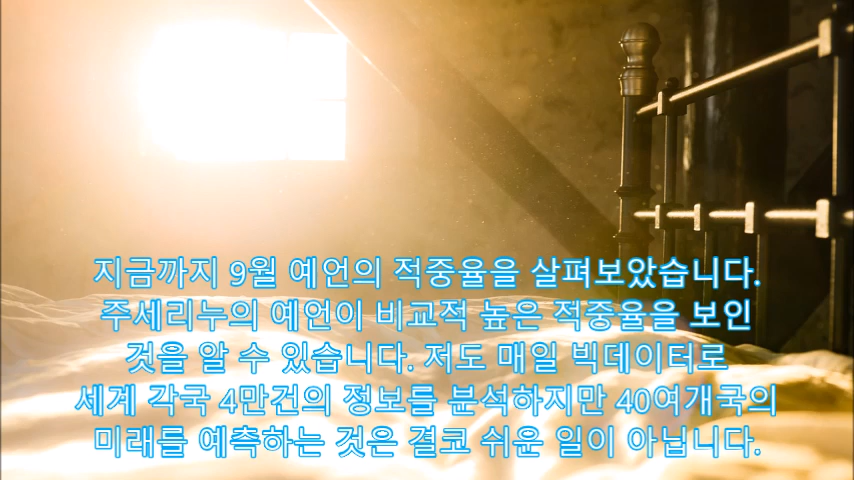 지금까지 9월 예언의 적중율을 살펴보았습니다.
주세리누의 예언이 비교적 높은 적중율을 보인
것을 알 수 있습니다. 저도 매일 빅데이터로
세계 각국 4만건의 정보를 분석하지만 40여개국의
미래를 예측하는 것은 결코 쉬운 일이 아닙니다.